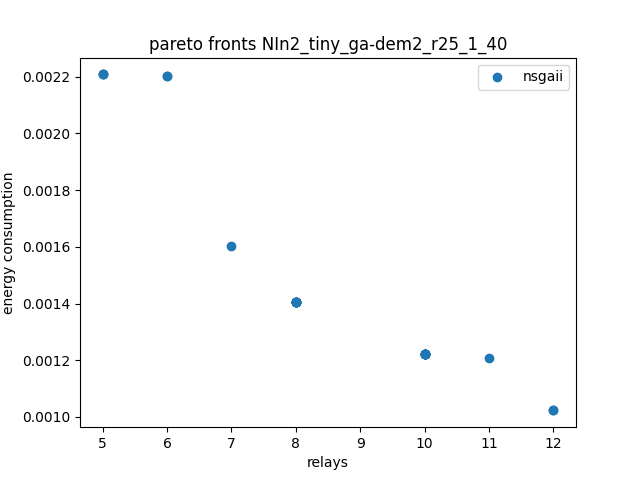 pareto fronts NIn2_tiny_ga-dem2_r25_1_40
nsgaii
0.0022
0.0020
0.0018
0.0016
0.0014
0.0012
0.0010
energy consumption
5 6 7 8 9 10 11 12
relays